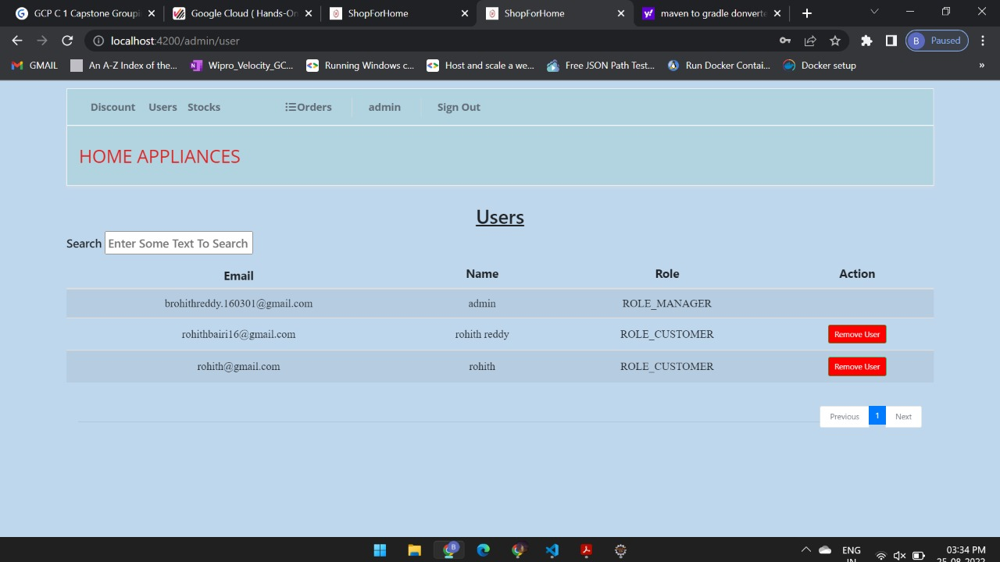 GCP C 1 Capstone Groupi
Google Cloud ( Hands-On
ShopForHome
ShopForHome
maven to gradle donverte
localhost:4200/admin/user
B Paused
GMAIL
An A-Z Index of the...
Wipro_Velocity_GC...
Running Windows c...
Host and scale a we...
Free JSON Path Test...
Run Docker Contai...
Docker setup
»
Discount Users Stocks Orders admin Sign Out
HOME APPLIANCES
Users
Search Enter Some Text To Search
Email Name Role Action
brohithreddy.160301@gmail.com admin ROLE_MANAGER
rohithbairi16@gmail.com rohith reddy ROLE_CUSTOMER Remove User
rohith@gmail.com rohith ROLE_CUSTOMER Remove User
Previous 1 Next
ENG
IN
03:34 PM
25-08-2022